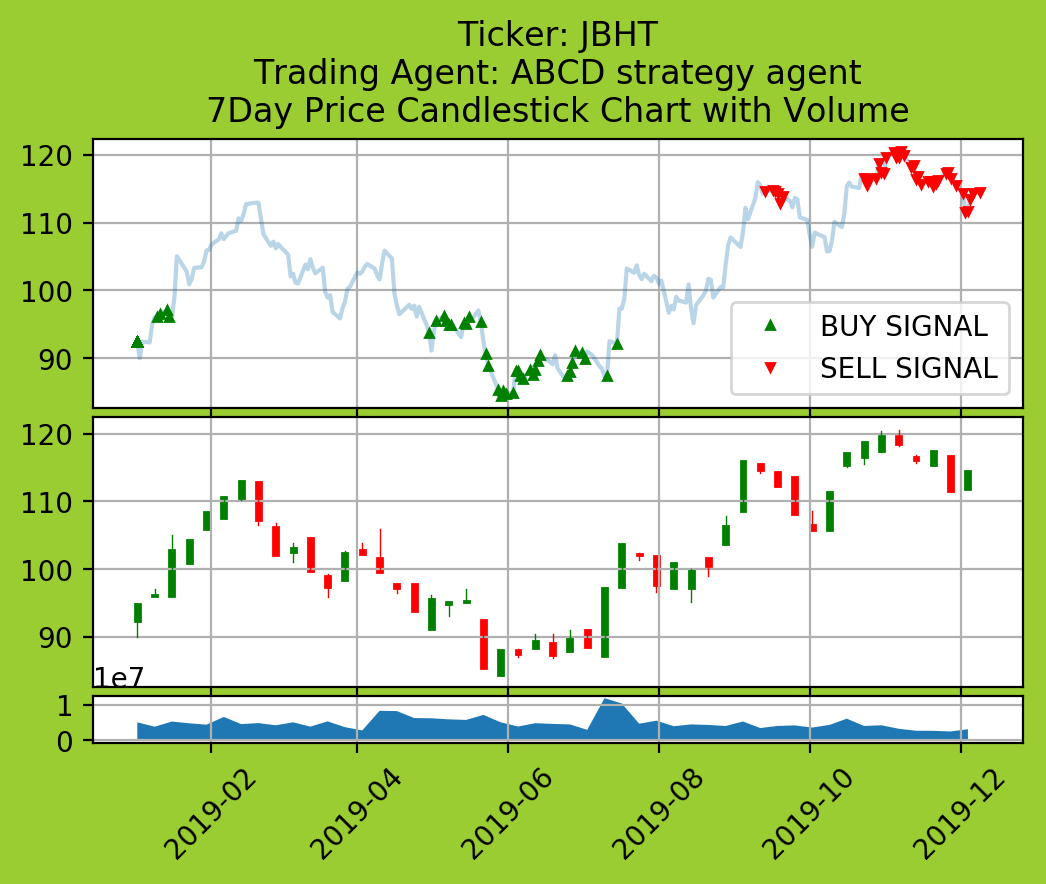 Ticker: JBHT
Trading Agent: ABCD strategy agent
7Day Price Candlestick Chart with Volume
120
110
100
90
BUY SIGNAL
SELL SIGNAL
120
110
100
90
1e7
1
0
2019-02
2019-04
2019-06
2019-08
2019-10
2019-12